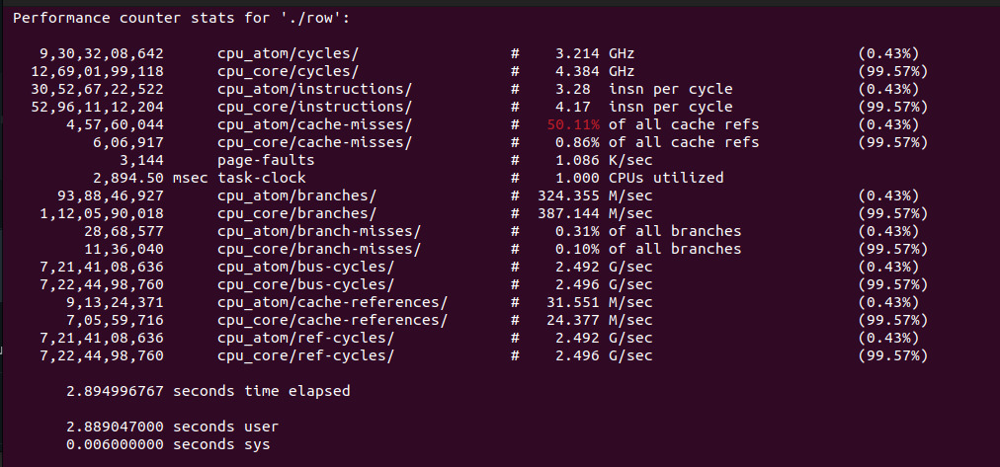 Performance counter stats for './row':
9,30,32,08,642 cpu_atom/cycles/ # 3.214 GHz (0.43%)
12,69,01,99,118 cpu_core/cycles/ # 4.384 GHz (99.57%)
30,52,67,22,522 cpu_atom/instructions/ # 3.28 insn per cycle (0.43%)
52,96,11,12,204 cpu_core/instructions/ # 4.17 insn per cycle (99.57%)
4,57,60,044 cpu_atom/cache-misses/ # 50.11% of all cache refs (0.43%)
6,06,917 cpu_core/cache-misses/ # 0.86% of all cache refs (99.57%)
3,144 page-faults # 1.086 K/sec
2,894.50 msec task-clock # 1.000 CPUs utilized
93,88,46,927 cpu_atom/branches/ # 324.355 M/sec (0.43%)
1,12,05,90,018 cpu_core/branches/ # 387.144 M/sec (99.57%)
28,68,577 cpu_atom/branch-misses/ # 0.31% of all branches (0.43%)
11,36,040 cpu_core/branch-misses/ # 0.10% of all branches (99.57%)
7,21,41,08,636 cpu_atom/bus-cycles/ # 2.492 G/sec (0.43%)
7,22,44,98,760 cpu_core/bus-cycles/ # 2.496 G/sec (99.57%)
9,13,24,371 cpu_atom/cache-references/ # 31.551 M/sec (0.43%)
7,05,59,716 cpu_core/cache-references/ # 24.377 M/sec (99.57%)
7,21,41,08,636 cpu_atom/ref-cycles/ # 2.492 G/sec (0.43%)
7,22,44,98,760 cpu_core/ref-cycles/ # 2.496 G/sec (99.57%)
2.894996767 seconds time elapsed
2.889047000 seconds user
0.006000000 seconds sys